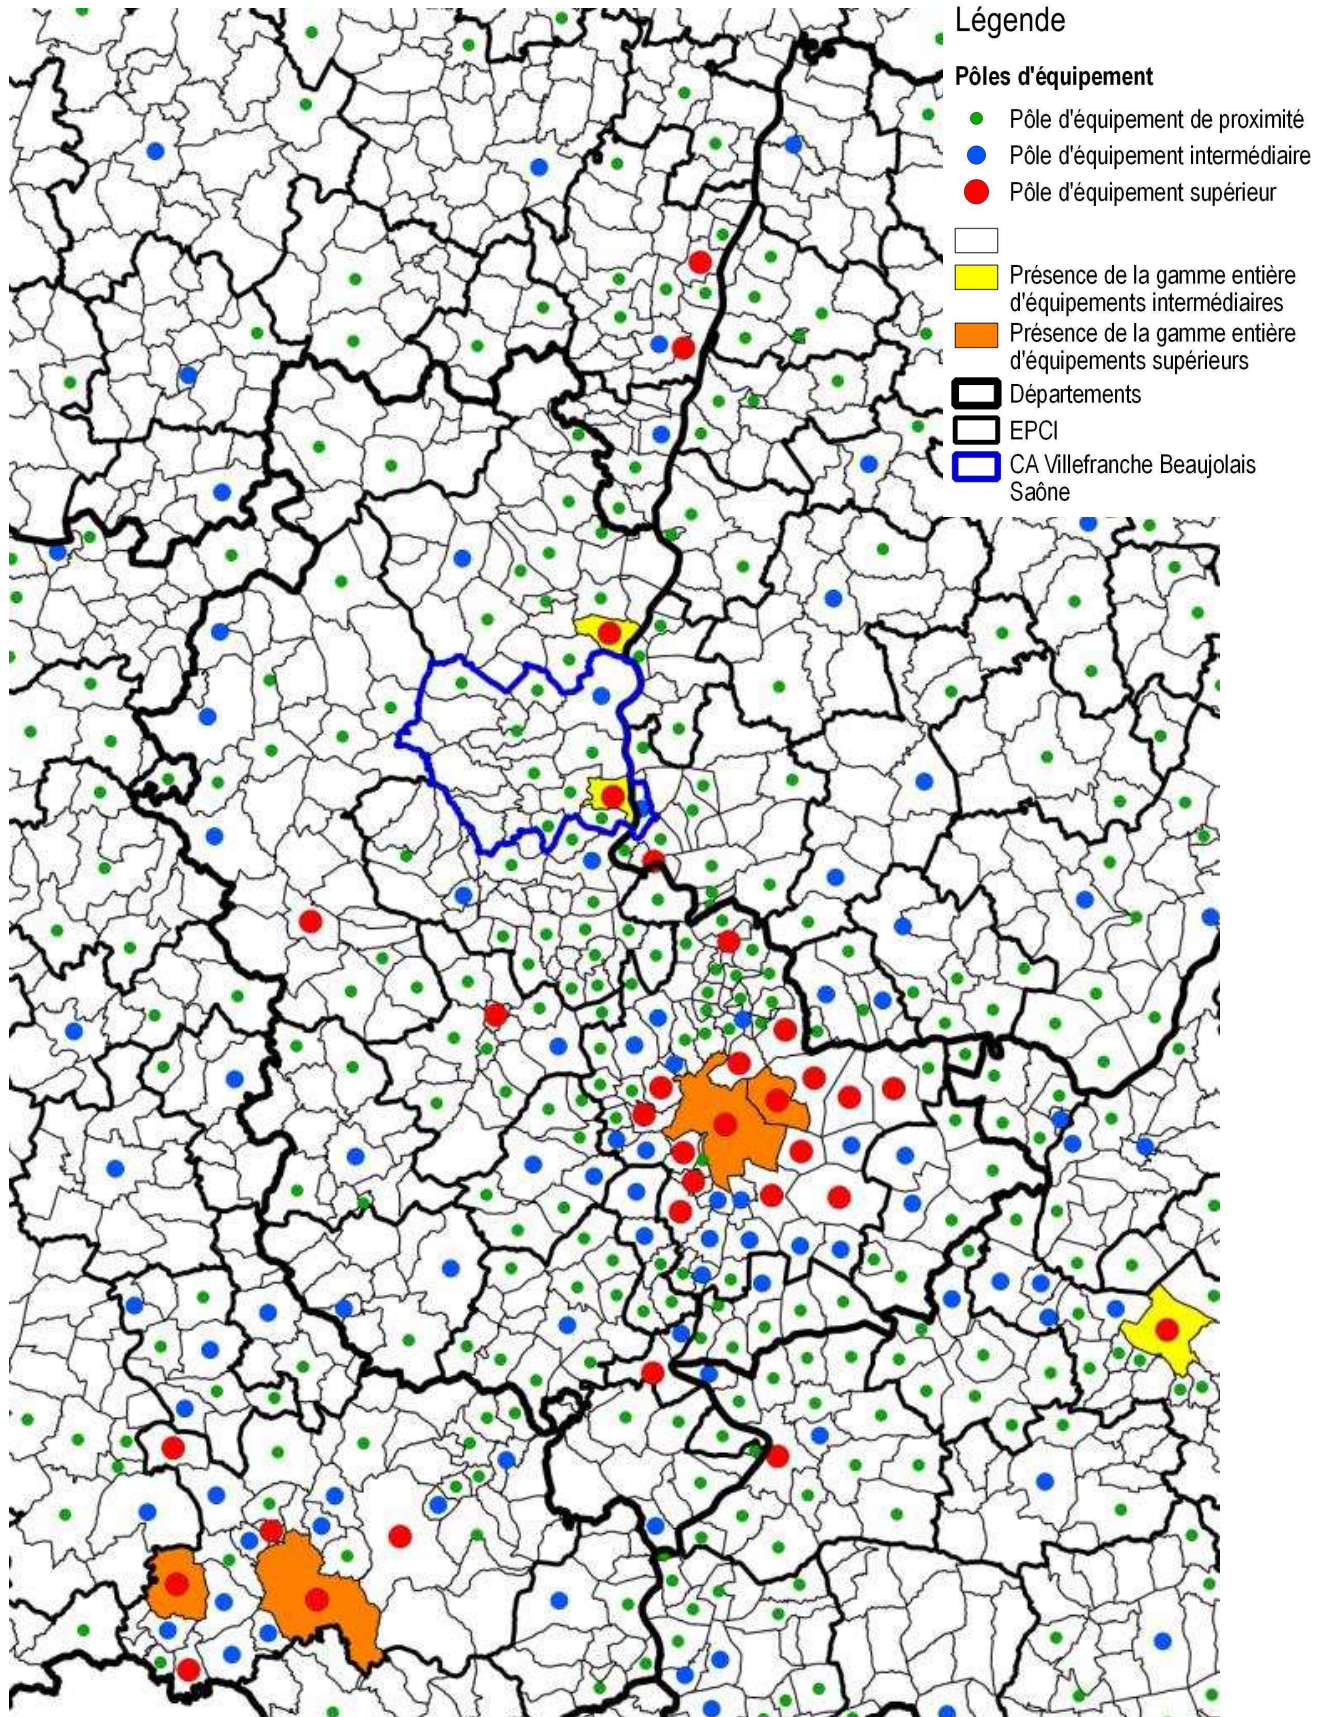 Légende
Pôles d'équipement
Pôle d'équipement de proximité
Pôle d'équipement intermédiaire
Pôle d'équipement supérieur
Présence de la gamme entière
d'équipements intermédiaires
Présence de la gamme entière
d'équipements supérieurs
Départements
EPCI
CA Villefranche Beaujolais
Saône